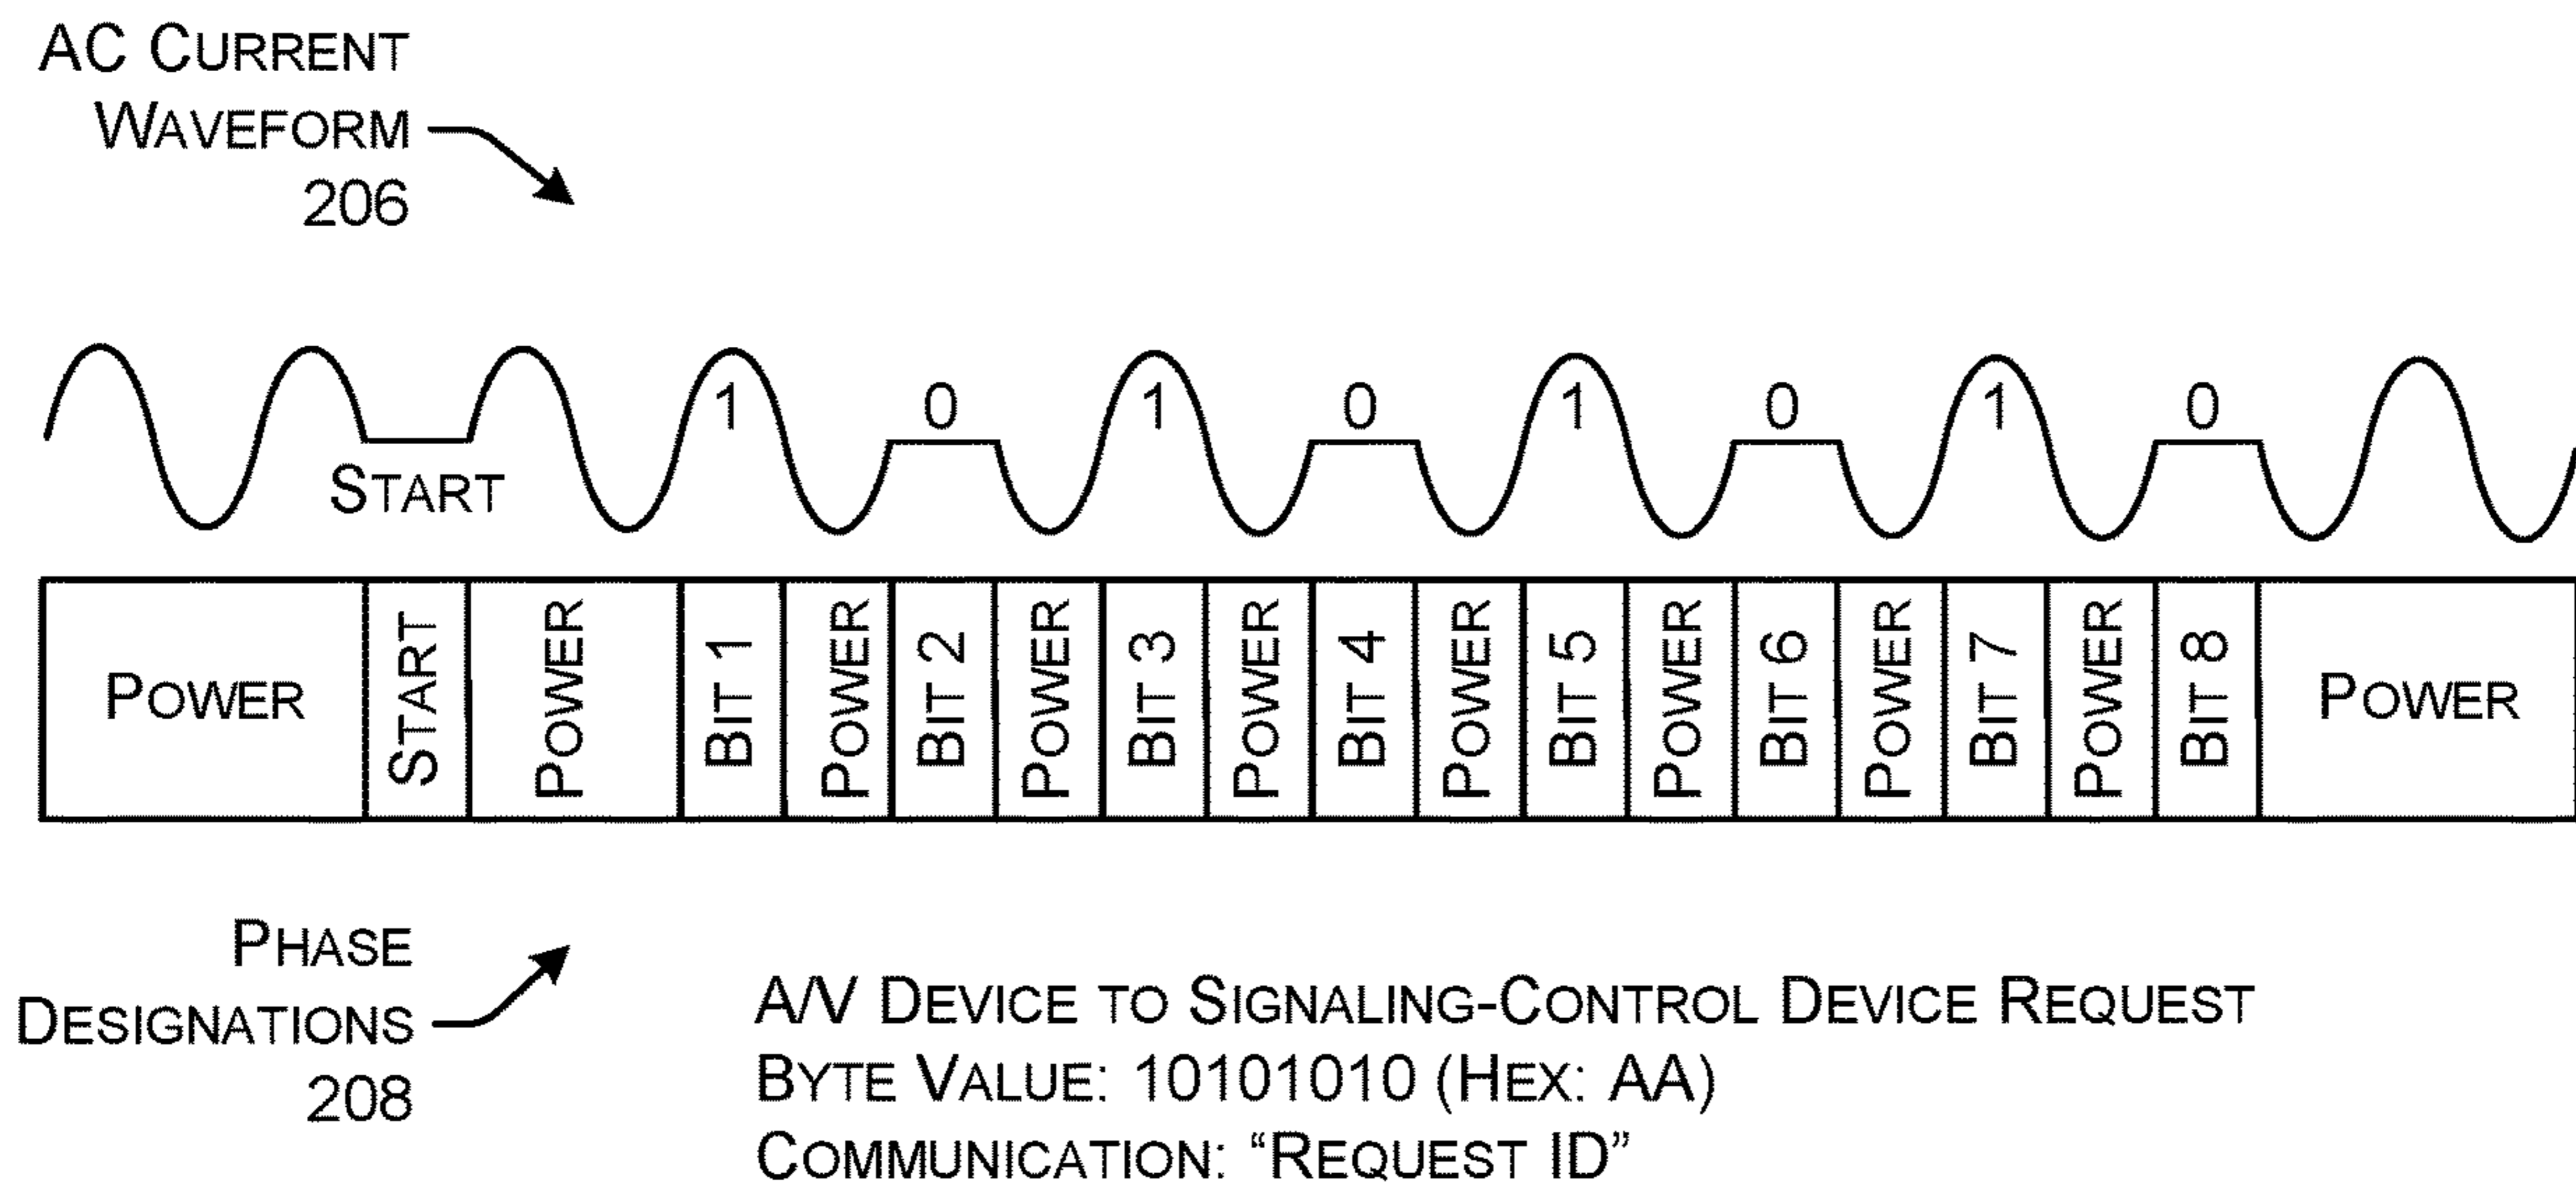 AC CURRENT
WAVEFORM
206
1 0 1 0 1 0 1 0
START
POWER START POWER BIT 1 POWER BIT 2 POWER BIT 3 POWER BIT 4 POWER BIT 5 POWER BIT 6 POWER BIT 7 POWER BIT 8 POWER
PHASE
DESIGNATIONS
208
A/V DEVICE TO SIGNALING-CONTROL DEVICE REQUEST
BYTE VALUE: 10101010 (HEX: AA)
COMMUNICATION: “REQUEST ID”